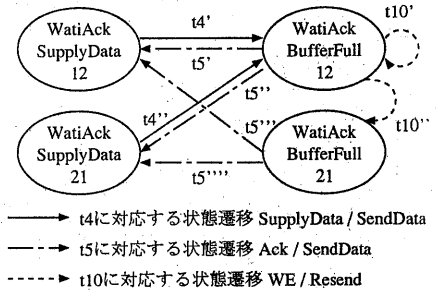 WatiAck
SupplyData
12
t4'
t5'
WatiAck
BufferFull
12
t10'
t4''
t5''
t10''
WatiAck
SupplyData
21
t5'''
t5''''
WatiAck
BufferFull
21
t4に対応する状態遷移 SupplyData / SendData
t5に対応する状態遷移 Ack / SendData
t10に対応する状態遷移 WE / Resend